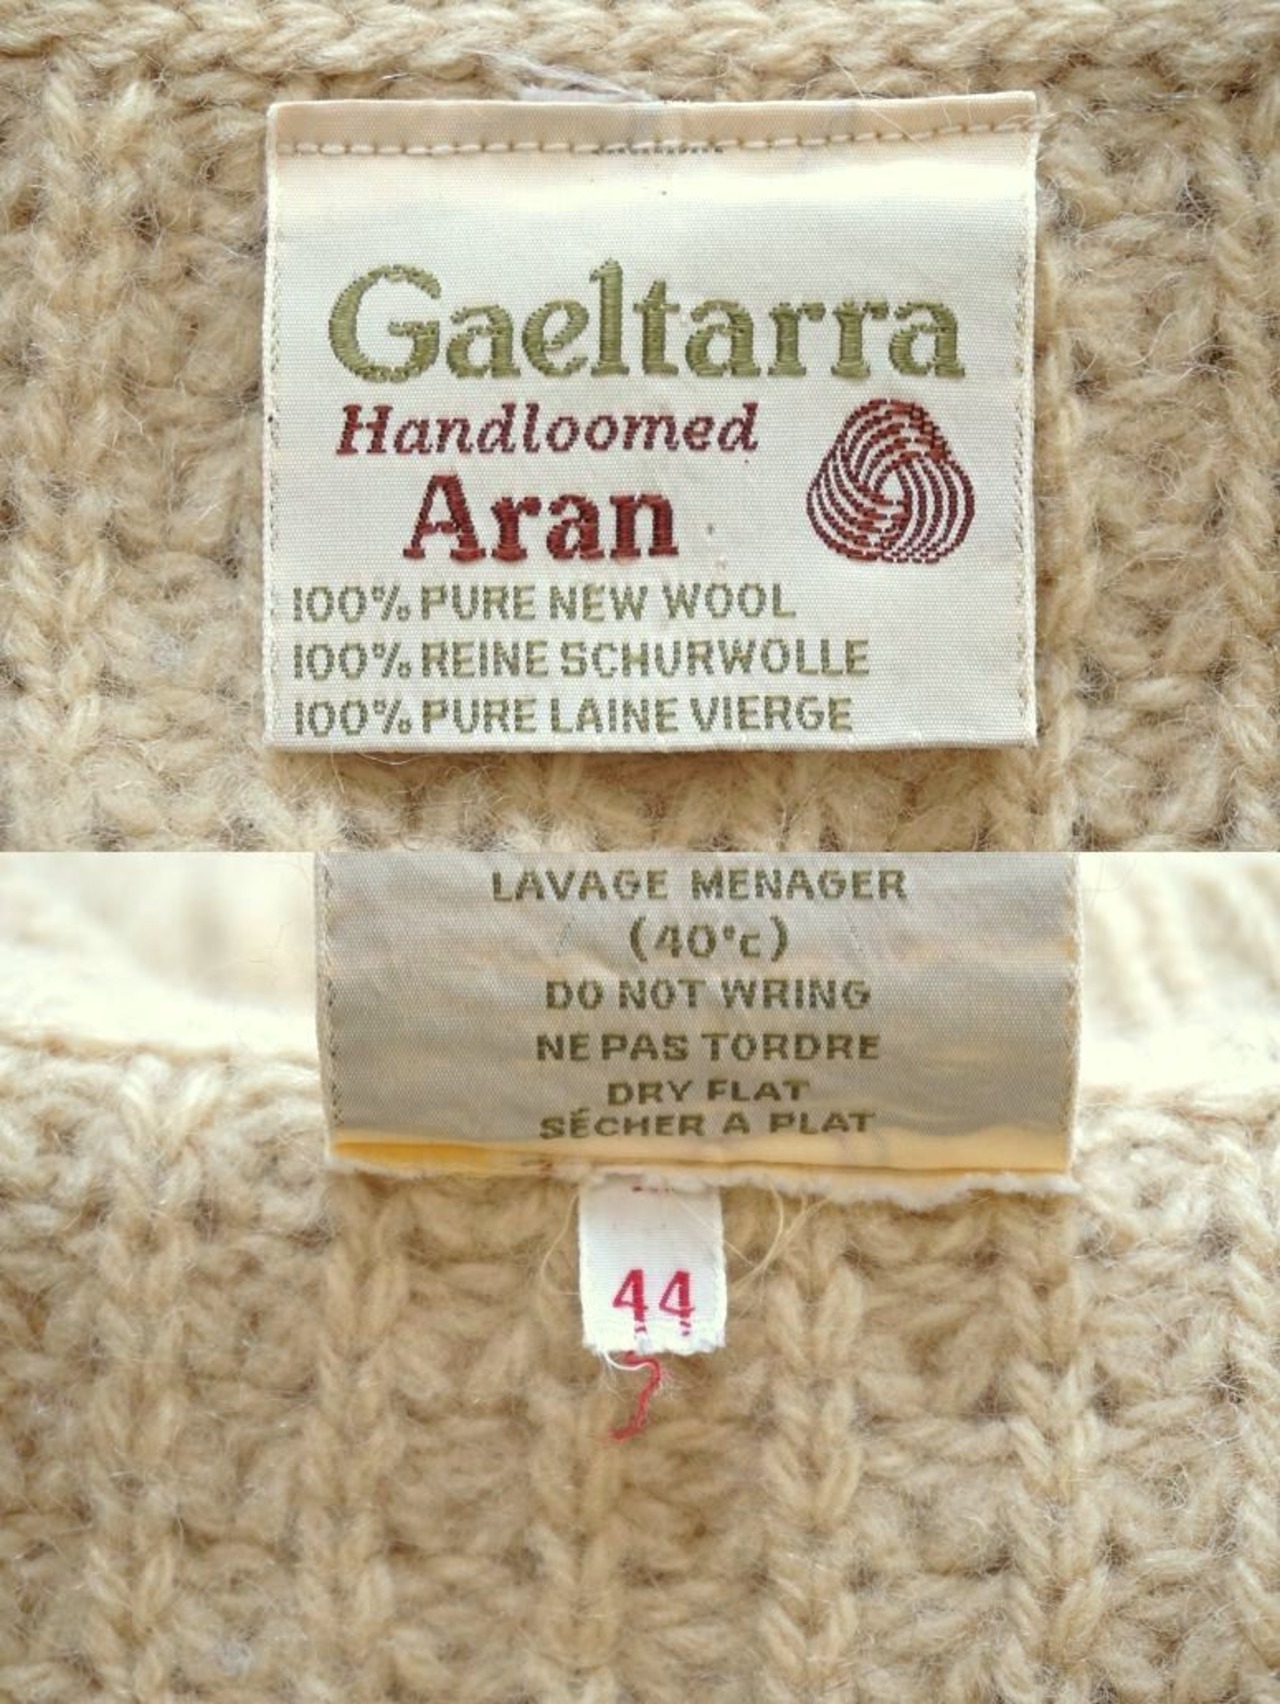 Gaeltarra
Handloomed
Aran
100% PURE NEW WOOL
100% REINE SCHURWOLLE
100% PURE LAINE VIERGE
LAVAGE MENAGER
(40°c)
DO NOT WRING
NE PAS TORDRE
DRY FLAT
SÉCHER A PLAT
44